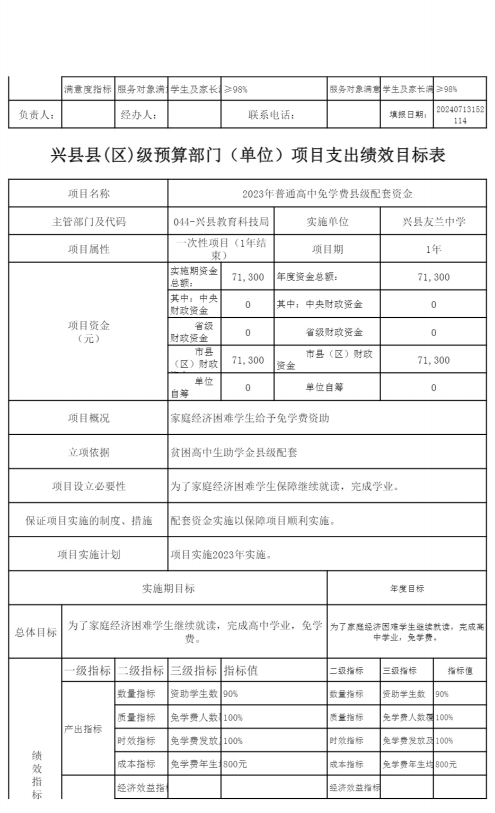 满意度指标 服务对象满意 学生及家长满 ≥98% 服务对象满意 学生及家长满 ≥98%
负责人: 经办人: 联系电话: 填报日期: 20240713152
114
兴县县(区)级预算部门（单位）项目支出绩效目标表
项目名称 2023年普通高中免学费县级配套资金
主管部门及代码 044-兴县教育科技局 实施单位 兴县友兰中学
项目属性 一次性项目（1年结
束） 项目期 1年
项目资金
（元）
实施期资金
总额: 71,300 年度资金总额: 71,300
其中: 中央
财政资金 0 其中: 中央财政资金 0
省级
财政资金 0 省级财政资金 0
市县
（区）财政 71,300 市县（区）财政
资金 71,300
单位
自筹 0 单位自筹 0
项目概况 家庭经济困难学生给予免学费资助
立项依据 贫困高中生助学金县级配套
项目设立必要性 为了家庭经济困难学生保障继续就读，完成学业。
保证项目实施的制度、措施 配套资金实施以保障项目顺利实施。
项目实施计划 项目实施2023年实施。
实施期目标 年度目标
总体目标 为了家庭经济困难学生继续就读，完成高中学业，免学
费。 为了家庭经济困难学生继续就读，完成高
中学业，免学费。
绩
效
指
标
一级指标 二级指标 三级指标 指标值 二级指标 三级指标 指标值
产出指标
数量指标 资助学生数 90% 数量指标 资助学生数 90%
质量指标 免学费人数 100% 质量指标 免学费人数覆 100%
时效指标 免学费发放 100% 时效指标 免学费发放及 100%
成本指标 免学费年生 800元 成本指标 免学费年生均 800元
经济效益指标 经济效益指标